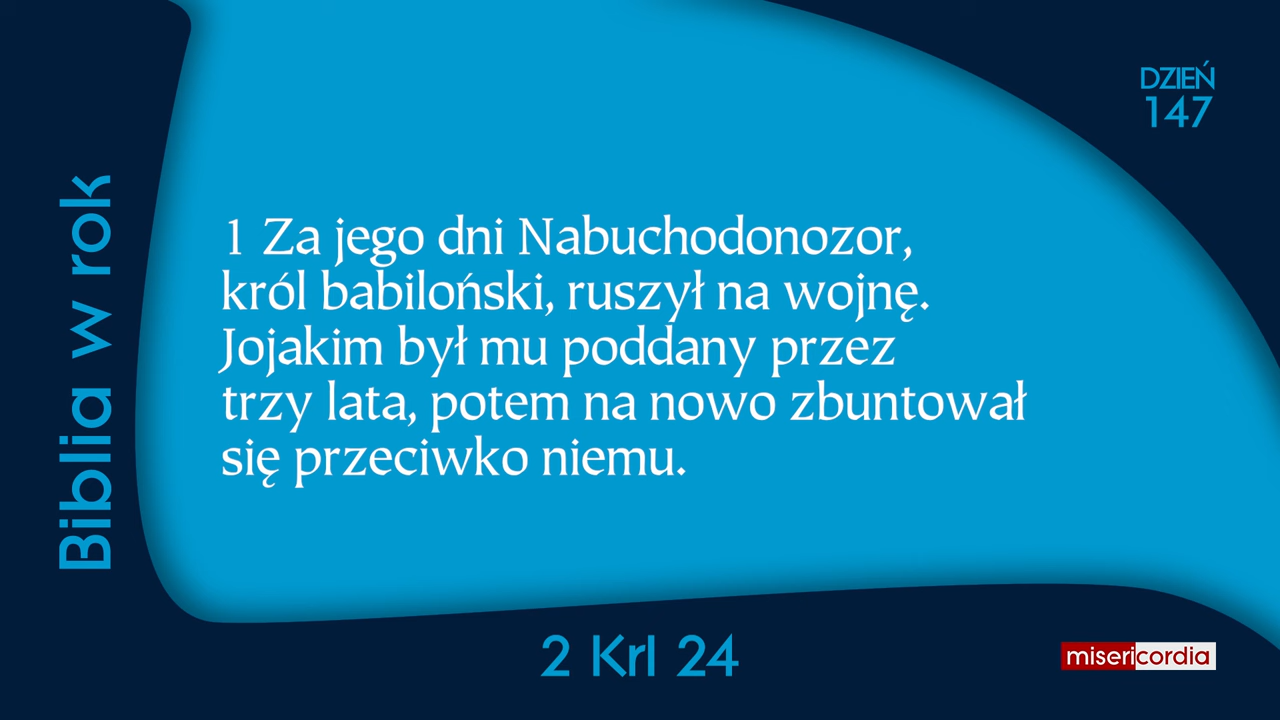 DZIEŃ
147
Biblia w rok
1 Za jego dni Nabuchodonozor,
król babiloński, ruszył na wojnę.
Jojakim był mu poddany przez
trzy lata, potem na nowo zbuntował
się przeciwko niemu.
2 Krl 24
misericordia